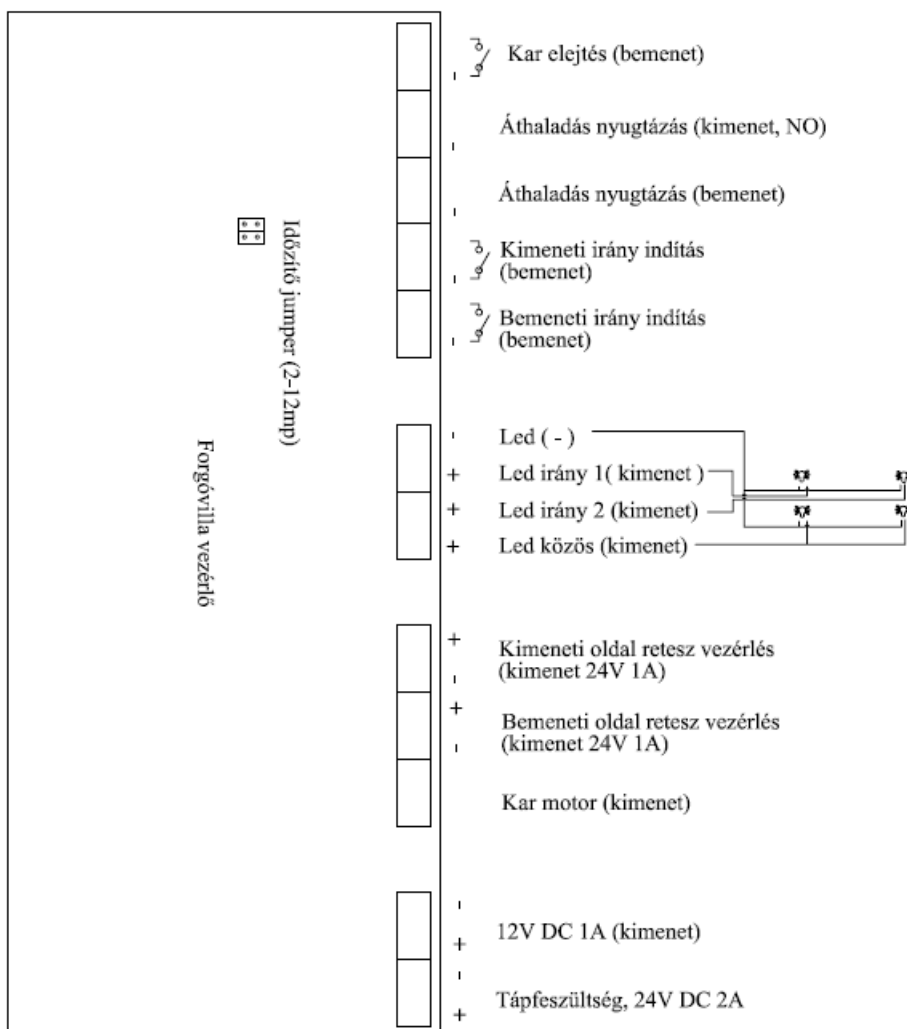 Kar elejtés (bemenet)
-
Áthaladás nyugtázás (kimenet, NO)
-
Áthaladás nyugtázás (bemenet)
-
Kimeneti irány indítás
(bemenet)
-
Bemeneti irány indítás
(bemenet)
-
Időzítő jumper (2-12mp)
Forgóvilla vezérlő
- Led ( - )
+ Led irány 1( kimenet )
+ Led irány 2 (kimenet)
+ Led közös (kimenet)
+ Kimeneti oldal retesz vezérlés
- (kimenet 24V 1A)
+ Bemeneti oldal retesz vezérlés
- (kimenet 24V 1A)
Kar motor (kimenet)
-
12V DC 1A (kimenet)
+
-
Tápfeszültség, 24V DC 2A
+